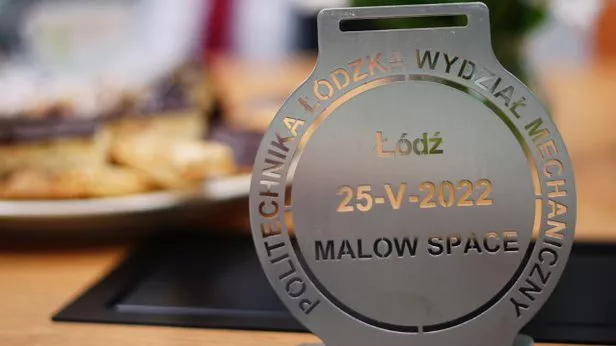 POLITECHNIKA ŁÓDZKA WYDZIAŁ MECHANICZNY
Łódź
25-V-2022
MALOW SPACE